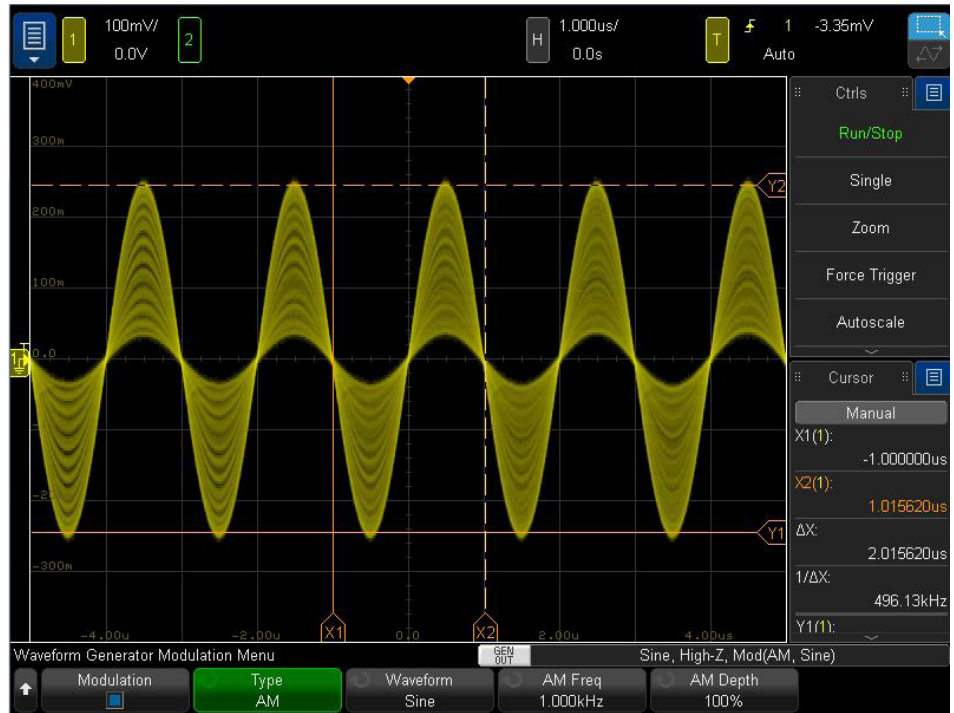 1 100mV/ 2 H 1.000us/ T 1 -3.35mV
0.0V 0.0s Auto
400mV
300m
200m
100m
0.0
-300m
-4.00u -2.00u 0.0 2.00u 4.00us
Y2
Y1
X1 X2
T
1
Ctrls
Run/Stop
Single
Zoom
Force Trigger
Autoscale
Cursor
Manual
X1(1):
-1.000000us
X2(1):
1.015620us
ΔX:
2.015620us
1/ΔX:
496.13kHz
Y1(1):
Waveform Generator Modulation Menu
GEN
OUT
Sine, High-Z, Mod(AM, Sine)
Modulation Type Waveform AM Freq AM Depth
AM Sine 1.000kHz 100%